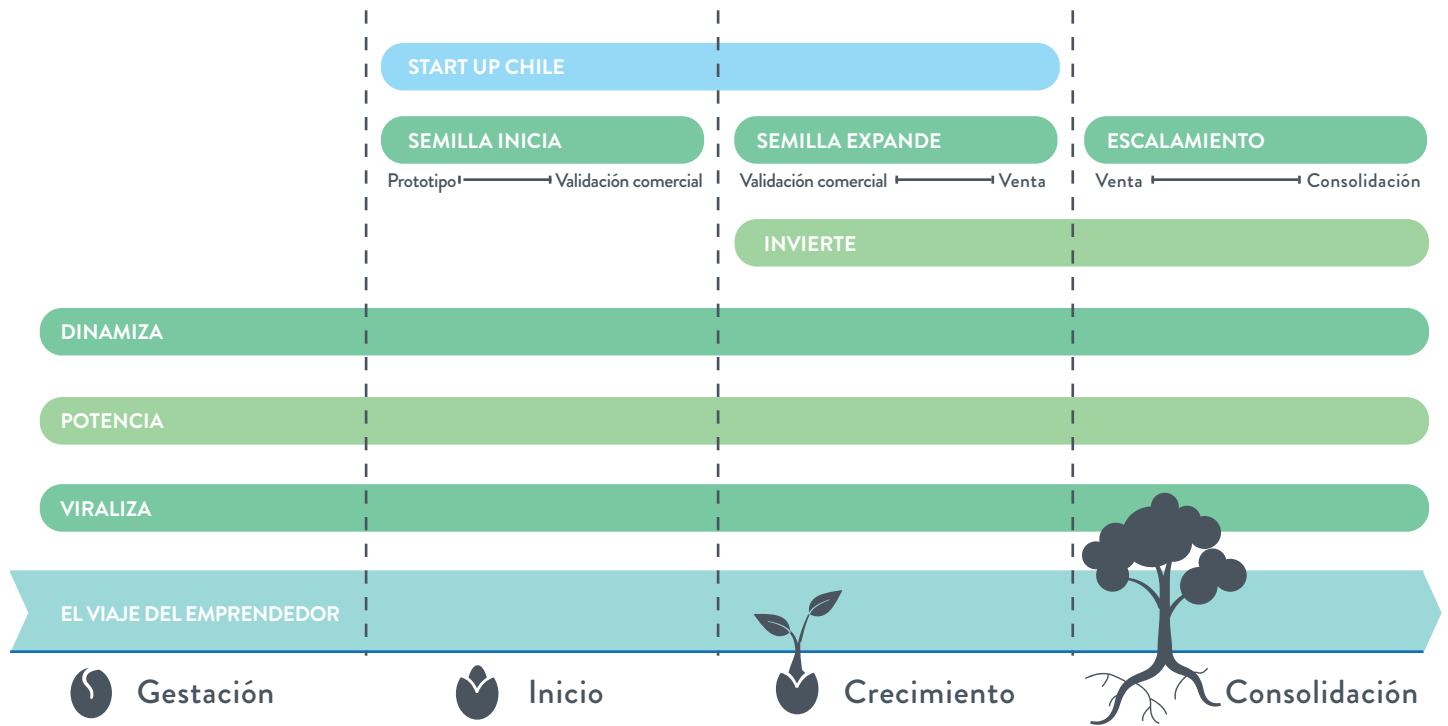 START UP CHILE
SEMILLA INICIA
SEMILLA EXPANDE
ESCALAMIENTO
Prototipo
Validación comercial
Validación comercial
Venta
Venta
Consolidación
INVIERTE
DINAMIZA
POTENCIA
VIRALIZA
EL VIAJE DEL EMPRENDEDOR
Gestación
Inicio
Crecimiento
Consolidación